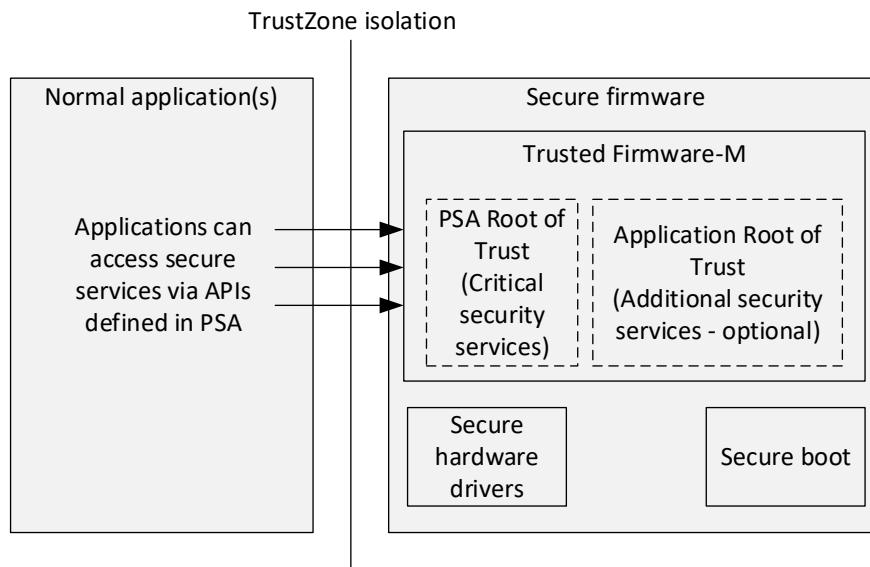 TrustZone isolation
Normal application(s)
Applications can
access secure
services via APIs
defined in PSA
Secure firmware
Trusted Firmware-M
PSA Root of
Trust
(Critical
security
services)
Application Root of
Trust
(Additional security
services - optional)
Secure
hardware
drivers
Secure boot